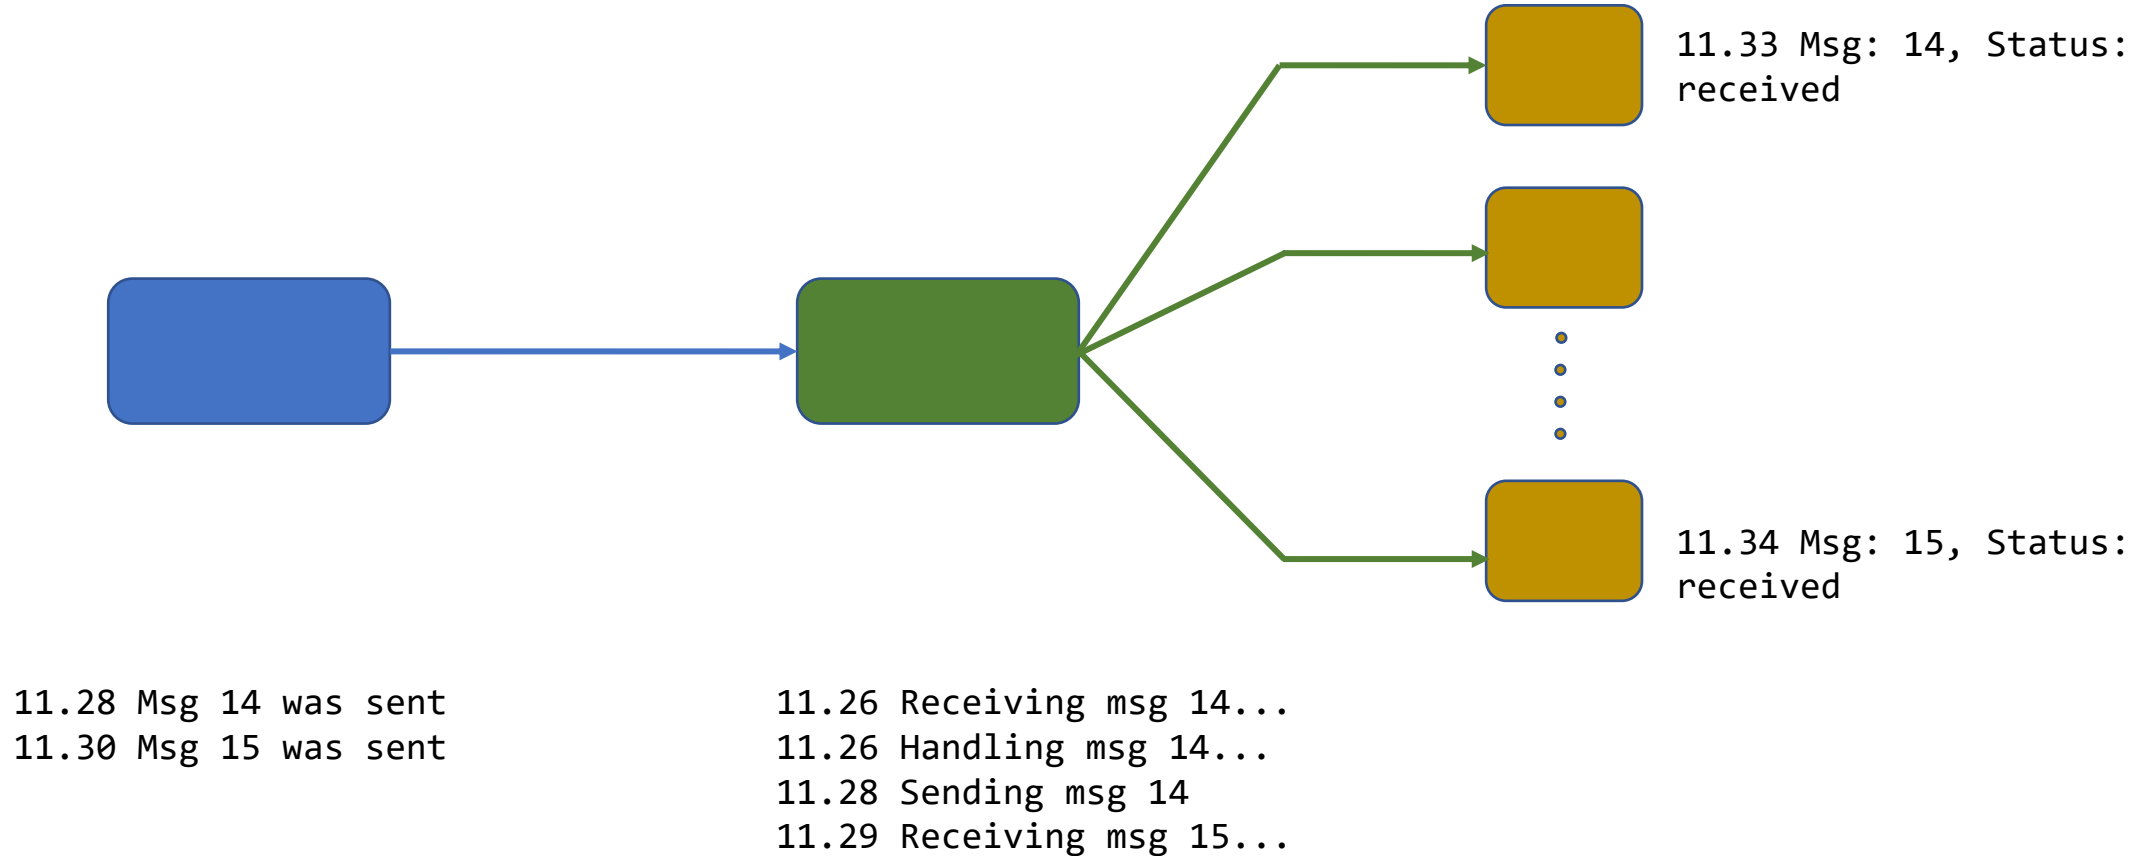 11.33 Msg: 14, Status:
received
11.34 Msg: 15, Status:
received
11.28 Msg 14 was sent
11.30 Msg 15 was sent
11.26 Receiving msg 14...
11.26 Handling msg 14...
11.28 Sending msg 14
11.29 Receiving msg 15...